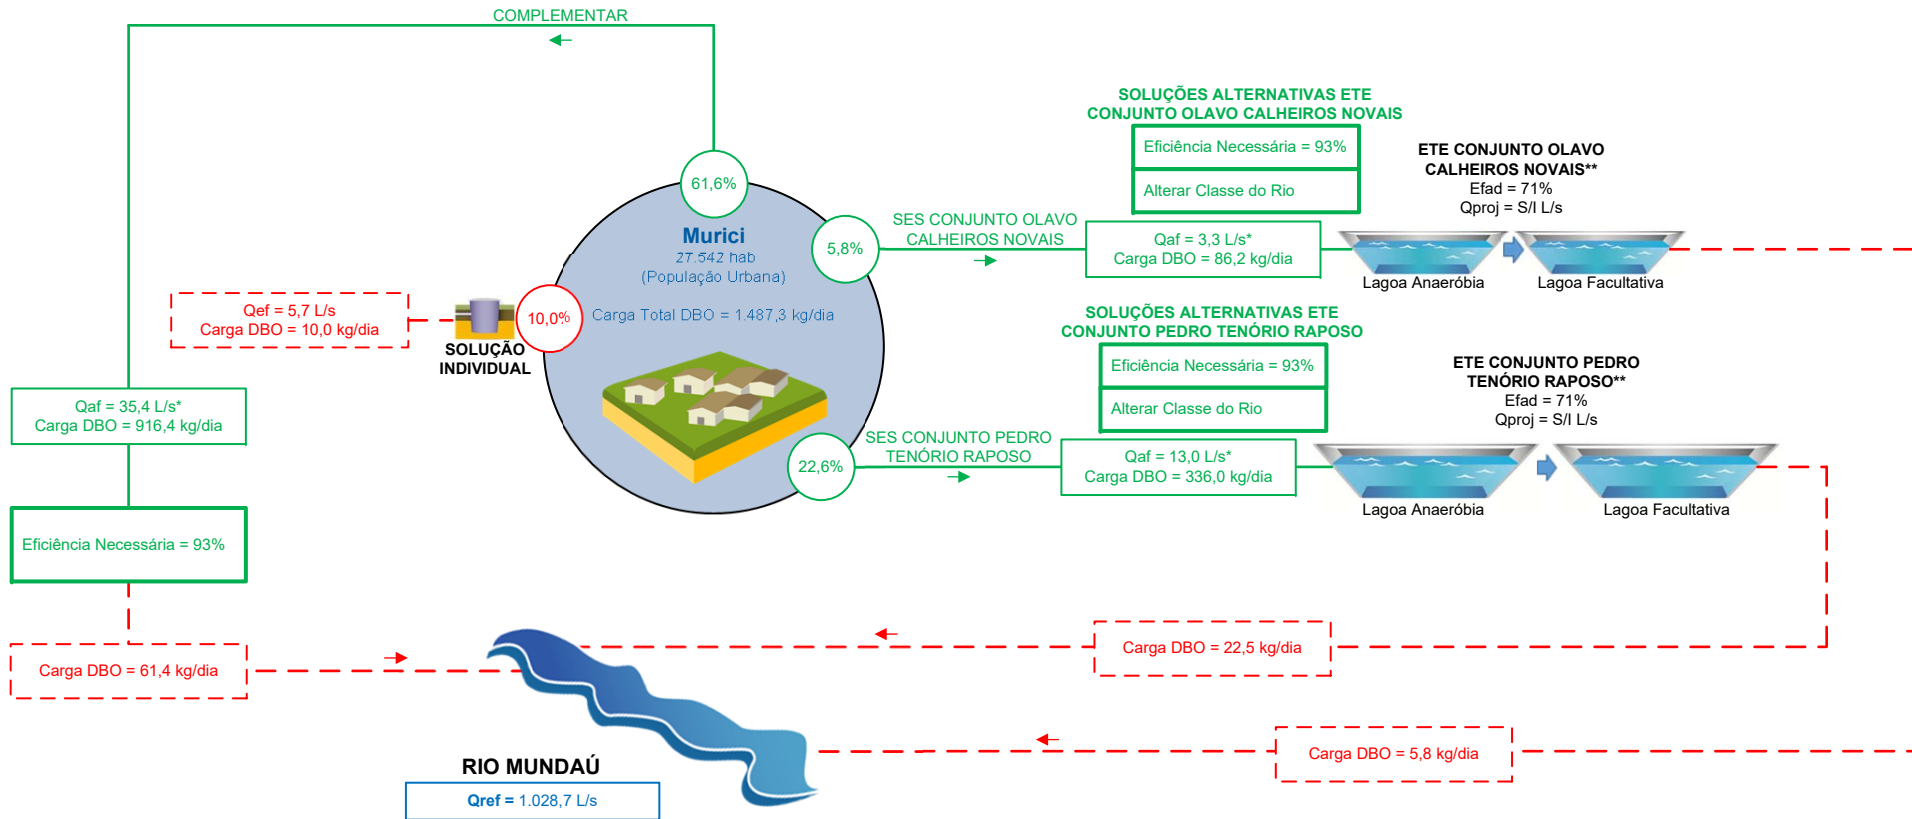 COMPLEMENTAR
SOLUÇÕES ALTERNATIVAS ETE
CONJUNTO OLAVO CALHEIROS NOVAIS
Eficiência Necessária = 93%
Alterar Classe do Rio
ETE CONJUNTO OLAVO
CALHEIROS NOVAIS**
Efad = 71%
Qproj = S/I L/s
61,6%
5,8%
SES CONJUNTO OLAVO
CALHEIROS NOVAIS
Qaf = 3,3 L/s*
Carga DBO = 86,2 kg/dia
Lagoa Anaeróbia
Lagoa Facultativa
Murici
27.542 hab
(População Urbana)
Carga Total DBO = 1.487,3 kg/dia
Qef = 5,7 L/s
Carga DBO = 10,0 kg/dia
10,0%
SOLUÇÃO
INDIVIDUAL
SOLUÇÕES ALTERNATIVAS ETE
CONJUNTO PEDRO TENÓRIO RAPOSO
Eficiência Necessária = 93%
Alterar Classe do Rio
ETE CONJUNTO PEDRO
TENÓRIO RAPOSO**
Efad = 71%
Qproj = S/I L/s
Qaf = 35,4 L/s*
Carga DBO = 916,4 kg/dia
22,6%
SES CONJUNTO PEDRO
TENÓRIO RAPOSO
Qaf = 13,0 L/s*
Carga DBO = 336,0 kg/dia
Lagoa Anaeróbia
Lagoa Facultativa
Eficiência Necessária = 93%
Carga DBO = 61,4 kg/dia
Carga DBO = 22,5 kg/dia
Carga DBO = 5,8 kg/dia
RIO MUNDAÚ
Qref = 1.028,7 L/s